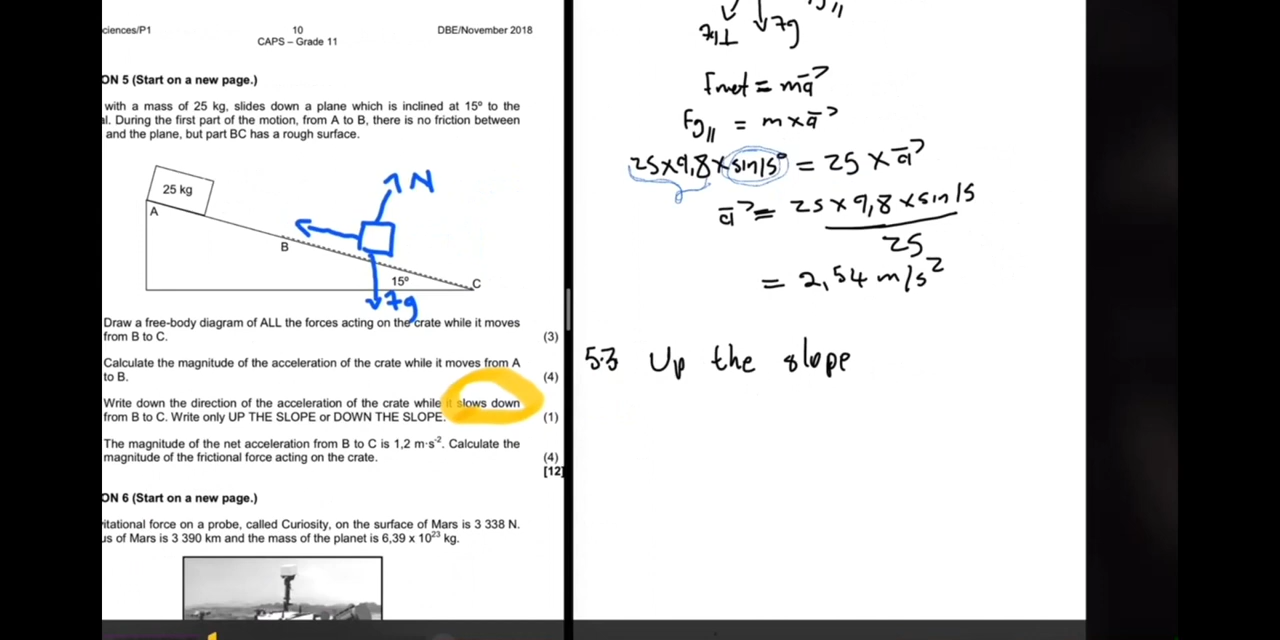 ciences/P1 10 DBE/November 2018
CAPS – Grade 11
ON 5 (Start on a new page.)
with a mass of 25 kg, slides down a plane which is inclined at 15º to the
al. During the first part of the motion, from A to B, there is no friction between
and the plane, but part BC has a rough surface.
25 kg
A
N
B
15º
C
7g
Draw a free-body diagram of ALL the forces acting on the crate while it moves
from B to C. (3)
Calculate the magnitude of the acceleration of the crate while it moves from A
to B. (4)
Write down the direction of the acceleration of the crate while it slows down
from B to C. Write only UP THE SLOPE or DOWN THE SLOPE. (1)
The magnitude of the net acceleration from B to C is 1,2 m·s⁻². Calculate the
magnitude of the frictional force acting on the crate. (4)
[12]
ON 6 (Start on a new page.)
itational force on a probe, called Curiosity, on the surface of Mars is 3 338 N.
us of Mars is 3 390 km and the mass of the planet is 6,39 x 10²³ kg.
7g
Fnet = ma
Fg∥ = m x a
25x9,8xsin15° = 25 x a
a = 25 x 9,8 x sin 15
25
= 2,54 m/s²
5.3 Up the slope